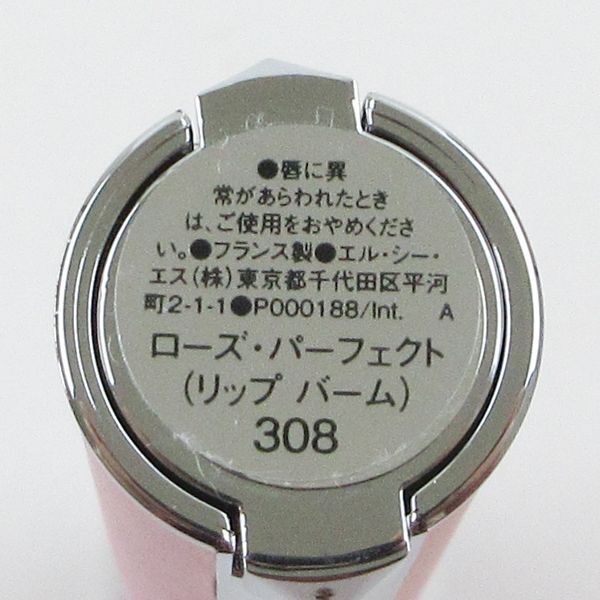 ●唇に異
常があらわれたとき
は、ご使用をおやめくださ
い。●フランス製●エル・シー・
エス(株)東京都千代田区平河
町2-1-1●P000188/Int. A
ローズ・パーフェクト
(リップ バーム)
308